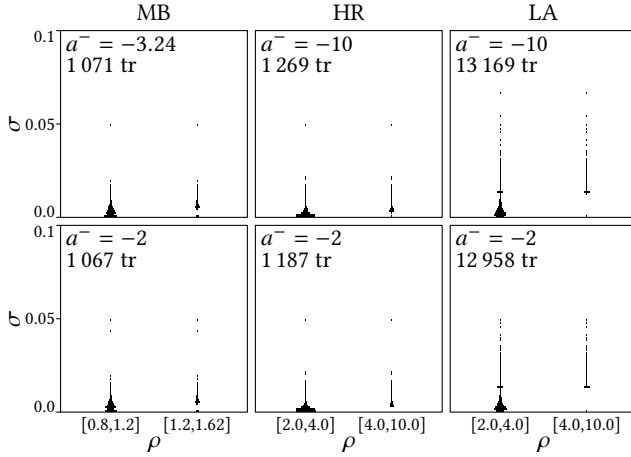 MB HR LA
0.1
a⁻ = −3.24 a⁻ = −10 a⁻ = −10
1 071 tr 1 269 tr 13 169 tr
σ 0.05
0.0
0.1
a⁻ = −2 a⁻ = −2 a⁻ = −2
1 067 tr 1 187 tr 12 958 tr
σ 0.05
0.0
[0.8,1.2] [1.2,1.62] [2.0,4.0] [4.0,10.0] [2.0,4.0] [4.0,10.0]
ρ ρ ρ